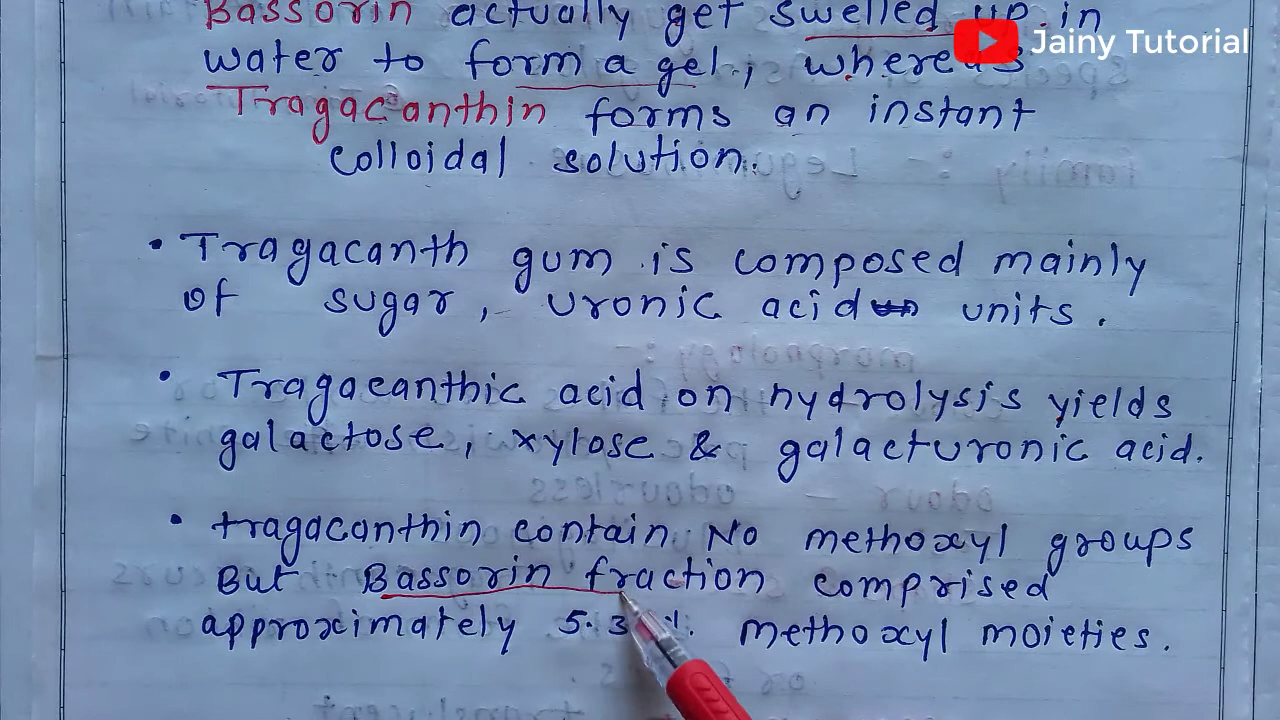 Bassorin actually get swelled up in
Jainy Tutorial
water to form a gel, whereas
Tragacanthin forms an instant
colloidal solution.
• Tragacanth gum is composed mainly
of sugar, uronic acid units.
• Tragacanthic acid on hydrolysis yields
galactose, xylose & galacturonic acid.
• tragacanthin contain No methoxyl groups
But Bassorin fraction comprised
approximately methoxyl moieties.